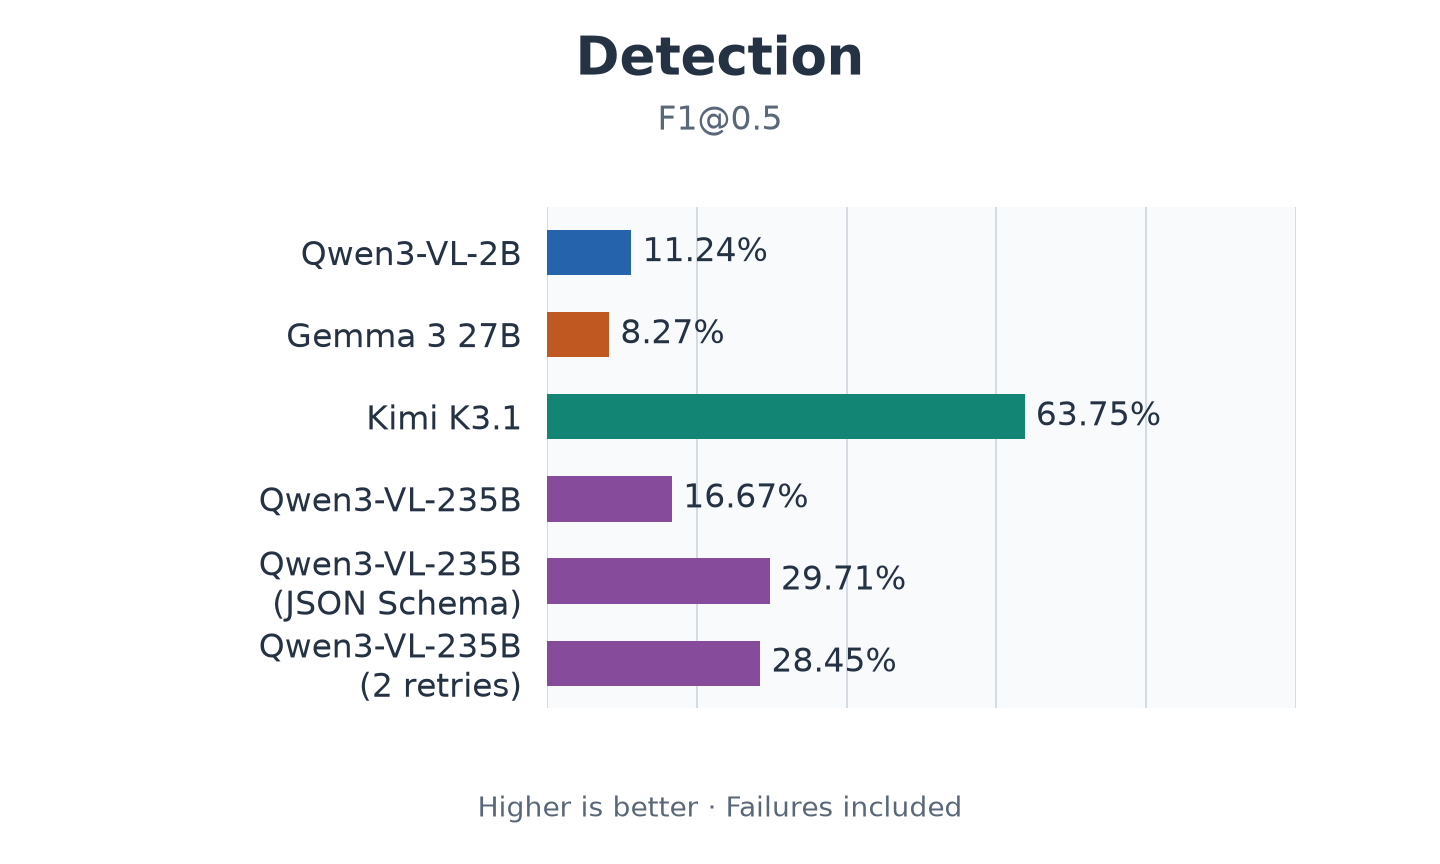 Detection
F1@0.5
Qwen3-VL-2B
11.24%
Gemma 3 27B
8.27%
Kimi K3.1
63.75%
Qwen3-VL-235B
16.67%
Qwen3-VL-235B
(JSON Schema)
29.71%
Qwen3-VL-235B
(2 retries)
28.45%
Higher is better · Failures included